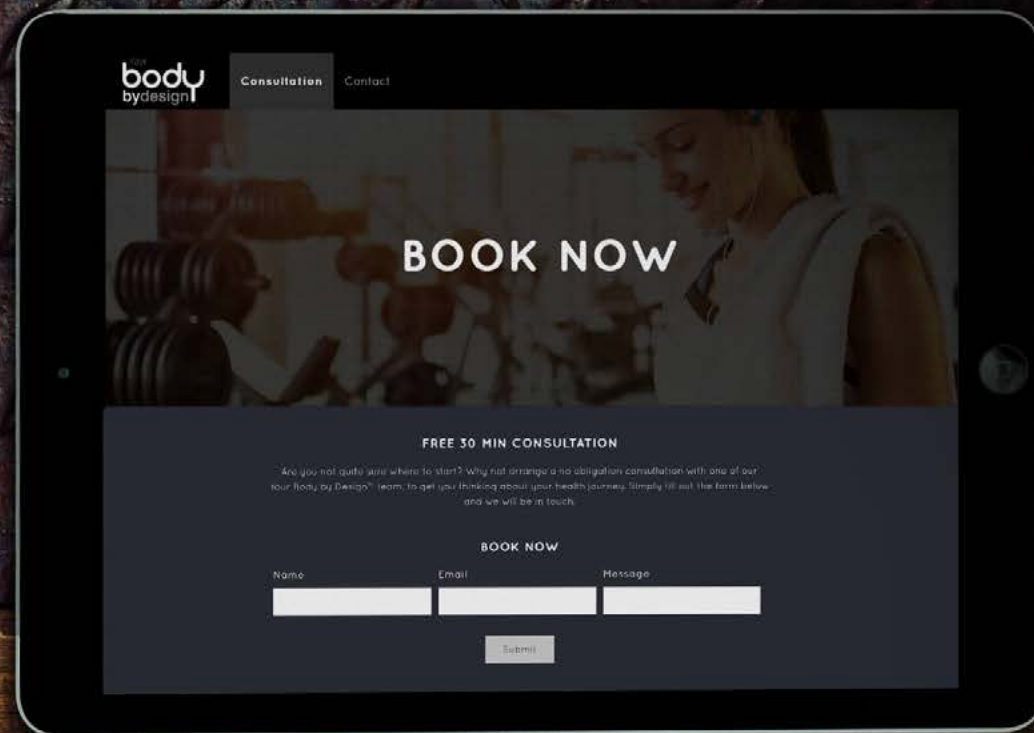 your
body
bydesign
Consultation
Contact
BOOK NOW
FREE 30 MIN CONSULTATION
Are you not quite sure where to start? Why not arrange a no obligation consultation with one of our
Your Body by Design™ team, to get you thinking about your health journey. Simply fill out the form below
and we will be in touch.
BOOK NOW
Name Email Message
Submit